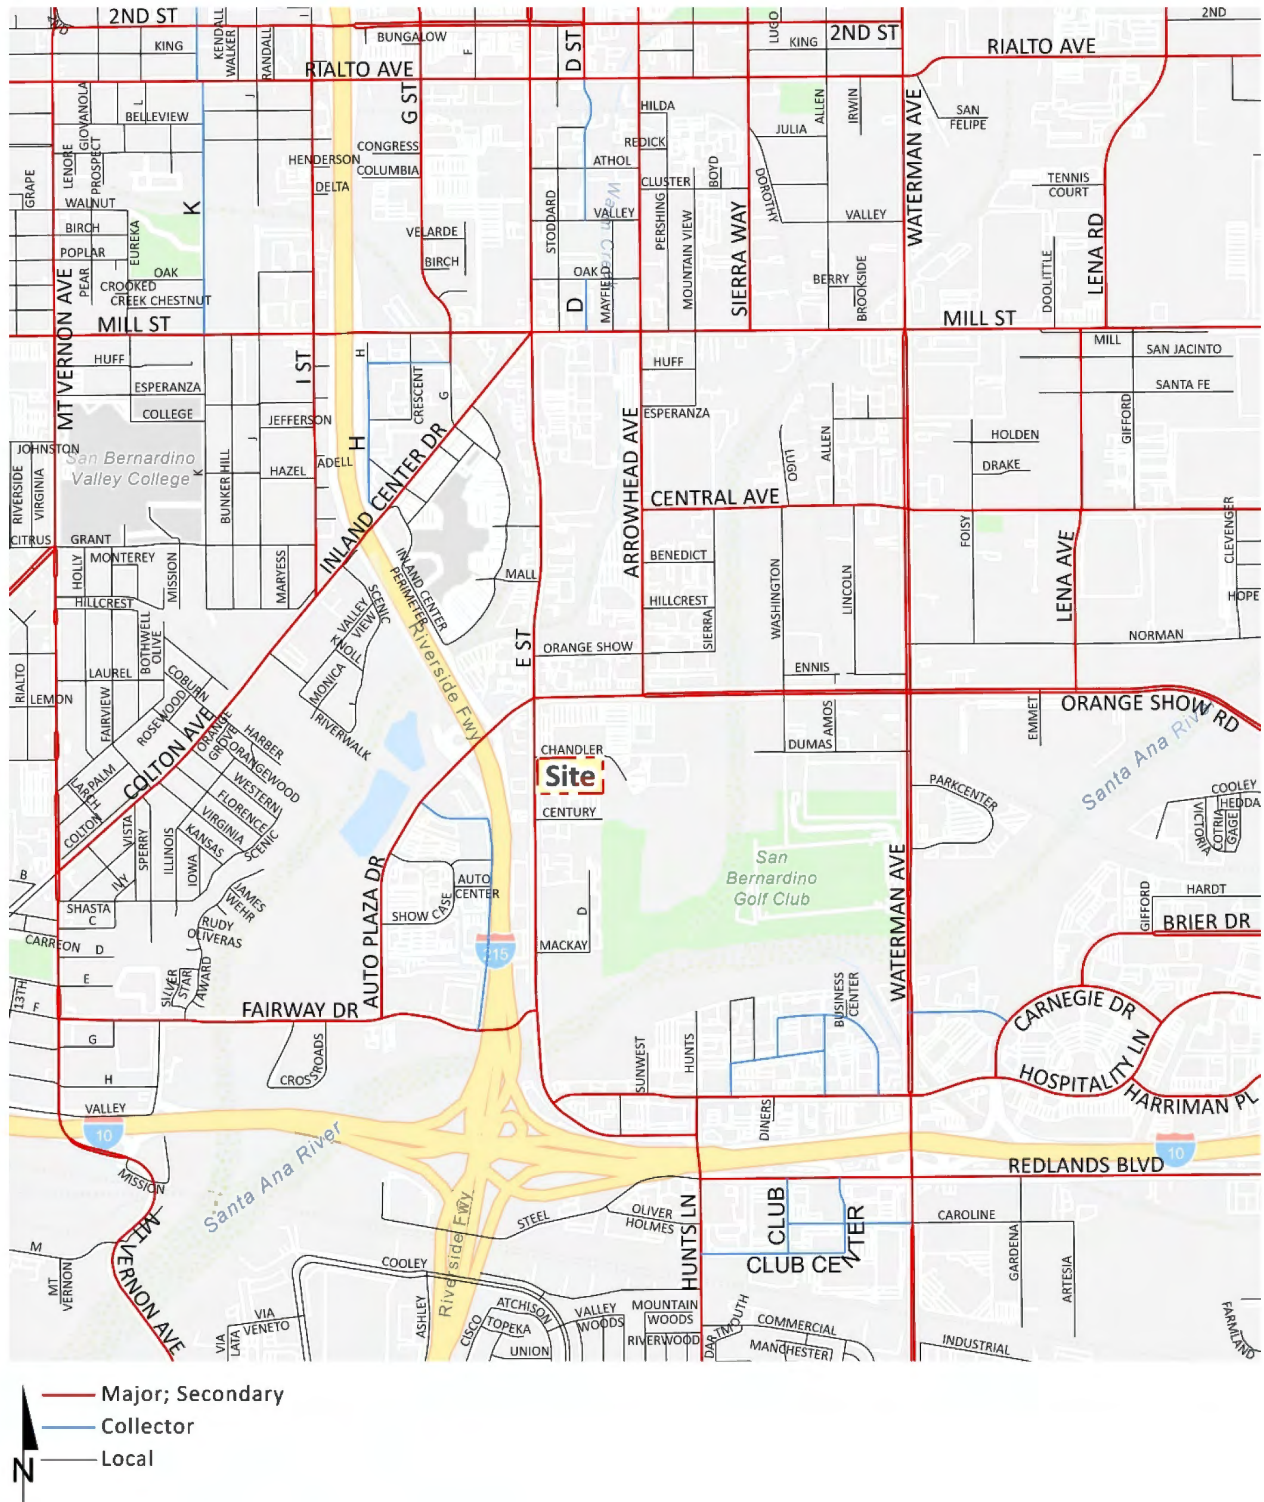 2ND
2ND ST
KING
KENDALL
WALKER
RANDALL
I
BUNGALOW
F
D ST
LUGO
KING
2ND ST
RIALTO AVE
2ND
RIALTO AVE
G ST
GIOVANOLA
L
BELLEVIEW
J
HILDA
ALLEN
IRWIN
SAN
FELIPE
WATERMAN AVE
REDICK
JULIA
LENORE
PROSPECT
HENDERSON
CONGRESS
COLUMBIA
DELTA
ATHOL
CLUSTER
BOYD
DOROTHY
TENNIS
COURT
GRAPE
WALNUT
K
STODDARD
VALLEY
Warm Creek
PERSHING
MOUNTAIN VIEW
SIERRA WAY
VALLEY
LENA RD
BIRCH
EUREKA
POPLAR
PEAR
OAK
CROOKED
CREEK CHESTNUT
VELARDE
BIRCH
OAK
D
MAYFIELD
BERRY
BROOKSIDE
DOOLITTLE
MT VERNON AVE
MILL ST
MILL ST
MILL
SAN JACINTO
HUFF
I ST
H
CRESCENT
G
HUFF
ESPERANZA
COLLEGE
JEFFERSON
ESPERANZA
ARROWHEAD AVE
SANTA FE
GIFFORD
JOHNSTON
San Bernardino
Valley College
RIVERSIDE
VIRGINIA
K
BUNKER HILL
J
HAZEL
ADELL
H
INLAND CENTER DR
LUGO
ALLEN
HOLDEN
DRAKE
CENTRAL AVE
CITRUS
GRANT
HOLLY
MONTEREY
MISSION
MARYESS
INLAND CENTER
PERIMETER
MALL
BENEDICT
WASHINGTON
LINCOLN
FOISY
LENA AVE
CLEVENGER
HOPE
HILLCREST
HILLCREST
SIERRA
BOTHWELL
OLIVE
VALLEY
VIEW
SCENIC
KNOLL
MONICA
RIVERWALK
Riverside Fwy
E ST
ORANGE SHOW
NORMAN
RIALTO
LEMON
LAUREL
FAIRVIEW
COBURN
ROSEWOOD
ENNIS
AMOS
DUMAS
EMMET
ORANGE SHOW RD
Santa Ana River
COLTON AVE
ORANGE
GROVE
HARBER
ORANGEWOOD
WESTERN
FLORENCE
VIRGINIA
KANSAS
SCENIC
PALM
LARCH
COLTON
VISTA
SPERRY
ILLINOIS
IOWA
IVY
CHANDLER
Site
CENTURY
PARKCENTER
COOLEY
HEDDA
GAGE
COTRIA
VICTORIA
San
Bernardino
Golf Club
WATERMAN AVE
B
SHASTA
C
CARREON
D
E
13TH
F
JAMES
WEHR
RUDY
OLIVERAS
SILVER
STAR
AWARD
AUTO PLAZA DR
AUTO
CENTER
SHOW
CASE
215
MACKAY
D
GIFFORD
HARDT
BRIER DR
FAIRWAY DR
G
H
CROSSROADS
SUNWEST
HUNTS
BUSINESS
CENTER
CARNEGIE DR
HOSPITALITY LN
HARRIMAN PL
VALLEY
10
DINERS
10
REDLANDS BLVD
Santa Ana River
MISSION
MT VERNON AVE
STEEL
OLIVER
HOLMES
HUNTS LN
CLUB
CLUB CENTER
CAROLINE
GARDENA
ARTESIA
M
MT
VERNON
COOLEY
Riverside Fwy
ASHLEY
CISCO
ATCHISON
TOPEKA
UNION
VALLEY
WOODS
MOUNTAIN
WOODS
RIVERWOOD
DARTMOUTH
COMMERCIAL
MANCHESTER
INDUSTRIAL
FARMLAND
VIA
VENETO
VIA
LATA
Major; Secondary
Collector
Local
N